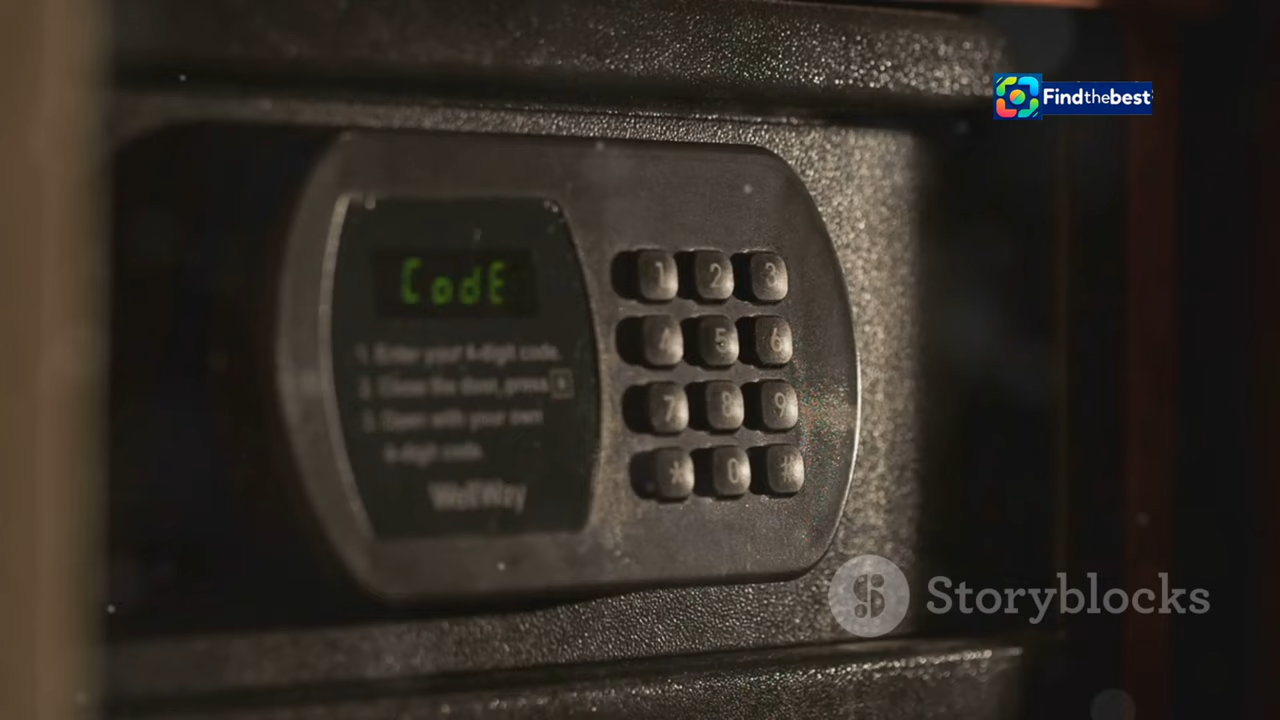 Findthebest
CodE
1. Enter your 4-digit code.
2. Close the door, press #
3. Open with your own
4-digit code.
1 2 3
4 5 6
7 8 9
* 0 #
Storyblocks